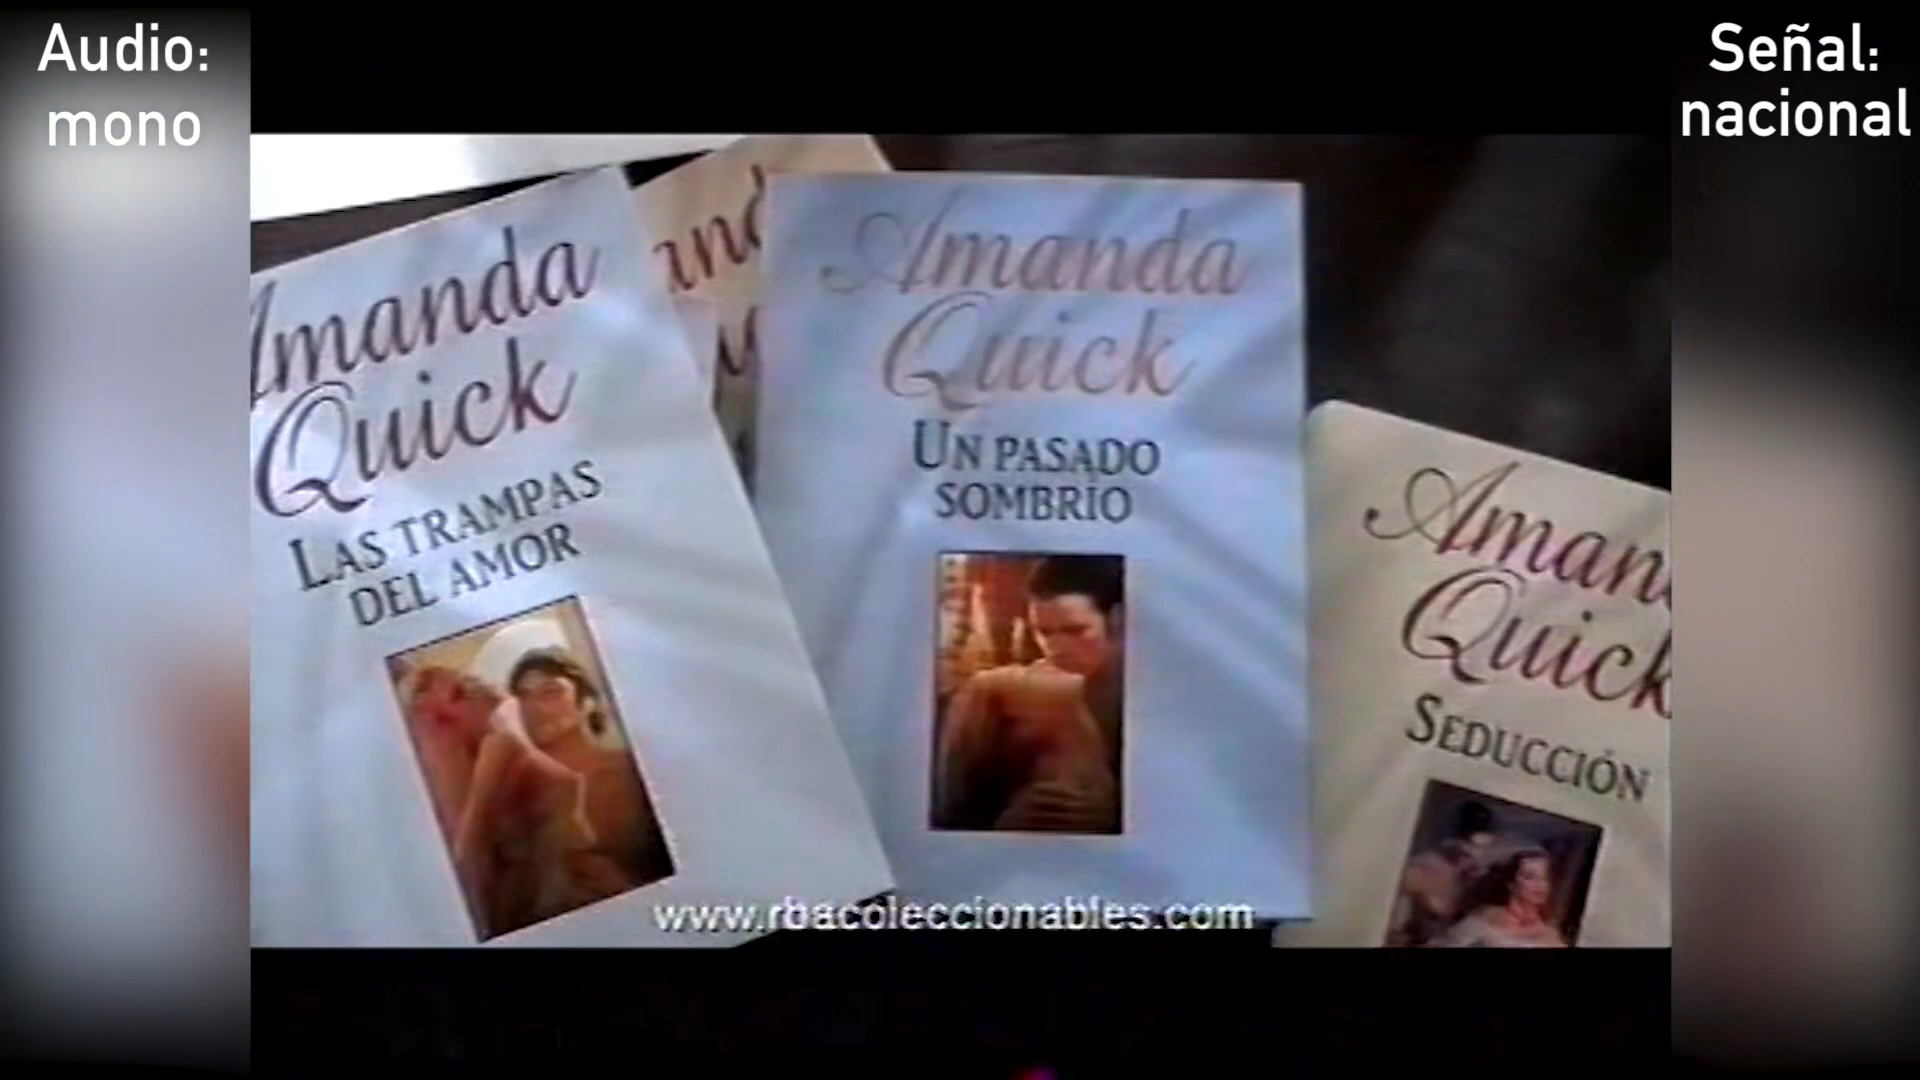 Audio:
mono
Señal:
nacional
Amanda
Quick
LAS TRAMPAS
DEL AMOR
Amanda
Quick
UN PASADO
SOMBRÍO
Quick
SEDUCCIÓN
www.rbacoleccionables.com